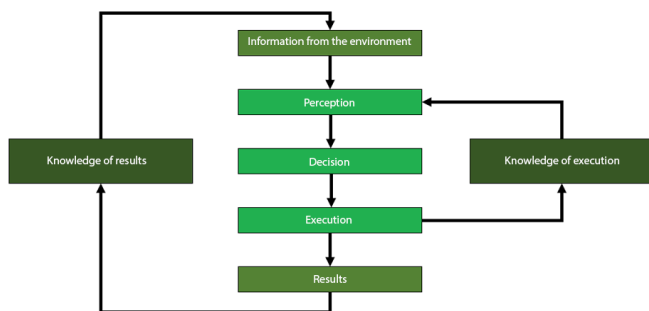 Information from the environment
Perception
Knowledge of results
Decision
Knowledge of execution
Execution
Results